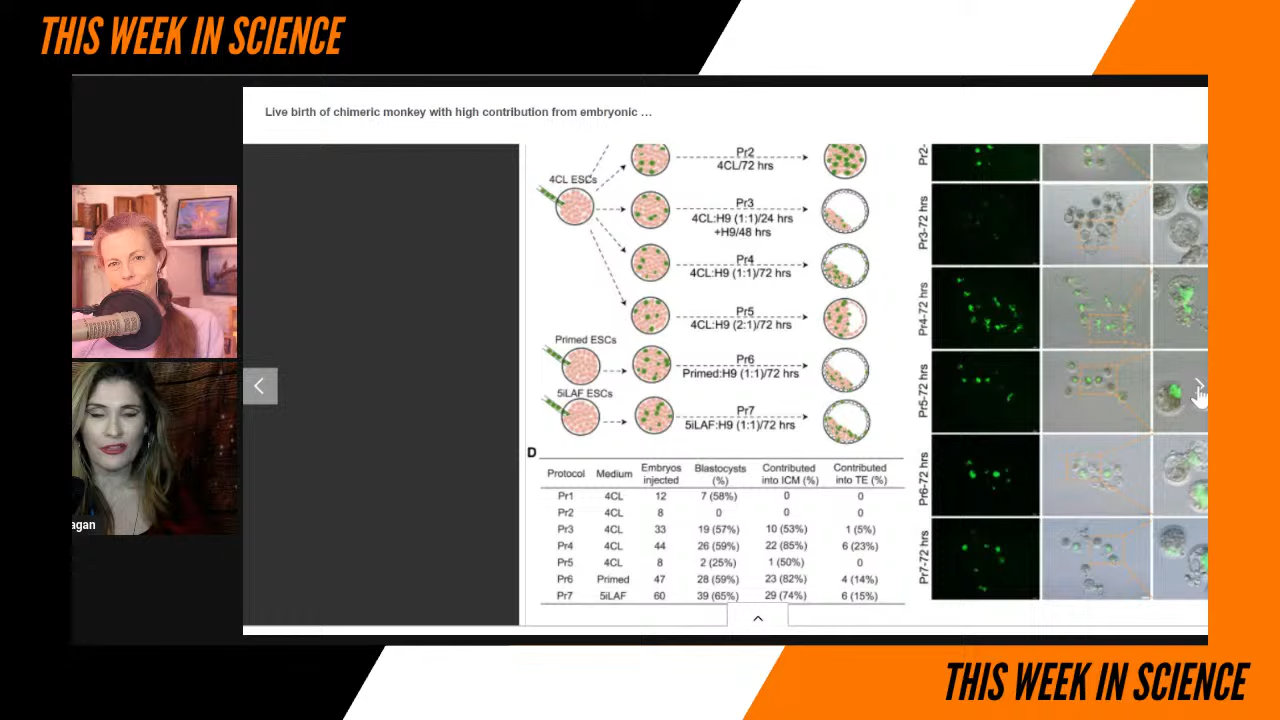 THIS WEEK IN SCIENCE
Live birth of chimeric monkey with high contribution from embryonic ...
4CL ESCs
Pr2
4CL/72 hrs
Pr3
4CL:H9 (1:1)/24 hrs
+H9/48 hrs
Pr4
4CL:H9 (1:1)/72 hrs
Pr5
4CL:H9 (2:1)/72 hrs
Primed ESCs
Pr6
Primed:H9 (1:1)/72 hrs
5iLAF ESCs
Pr7
5iLAF:H9 (1:1)/72 hrs
Pr2-
Pr3-72 hrs
Pr4-72 hrs
Pr5-72 hrs
Pr6-72 hrs
Pr7-72 hrs
D
Protocol Medium Embryos injected Blastocysts (%) Contributed into ICM (%) Contributed into TE (%)
Pr1 4CL 12 7 (58%) 0 0
Pr2 4CL 8 0 0 0
Pr3 4CL 33 19 (57%) 10 (53%) 1 (5%)
Pr4 4CL 44 26 (59%) 22 (85%) 6 (23%)
Pr5 4CL 8 2 (25%) 1 (50%) 0
Pr6 Primed 47 28 (59%) 23 (82%) 4 (14%)
Pr7 5iLAF 60 39 (65%) 29 (74%) 6 (15%)
agan
THIS WEEK IN SCIENCE